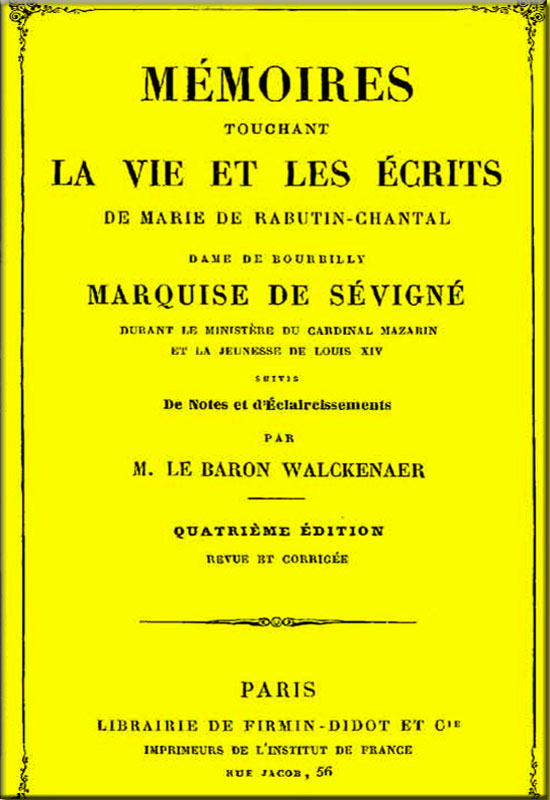 MÉMOIRES
TOUCHANT
LA VIE ET LES ÉCRITS
DE MARIE DE RABUTIN-CHANTAL
DAME DE BOURBILLY
MARQUISE DE SÉVIGNÉ
DURANT LE MINISTÈRE DU CARDINAL MAZARIN
ET LA JEUNESSE DE LOUIS XIV
SUIVIS
De Notes et d'Éclaircissements
PAR
M. LE BARON WALCKENAER
QUATRIÈME ÉDITION
REVUE ET CORRIGÉE
PARIS
LIBRAIRIE DE FIRMIN-DIDOT ET CIE
IMPRIMEURS DE L'INSTITUT DE FRANCE
RUE JACOB, 56